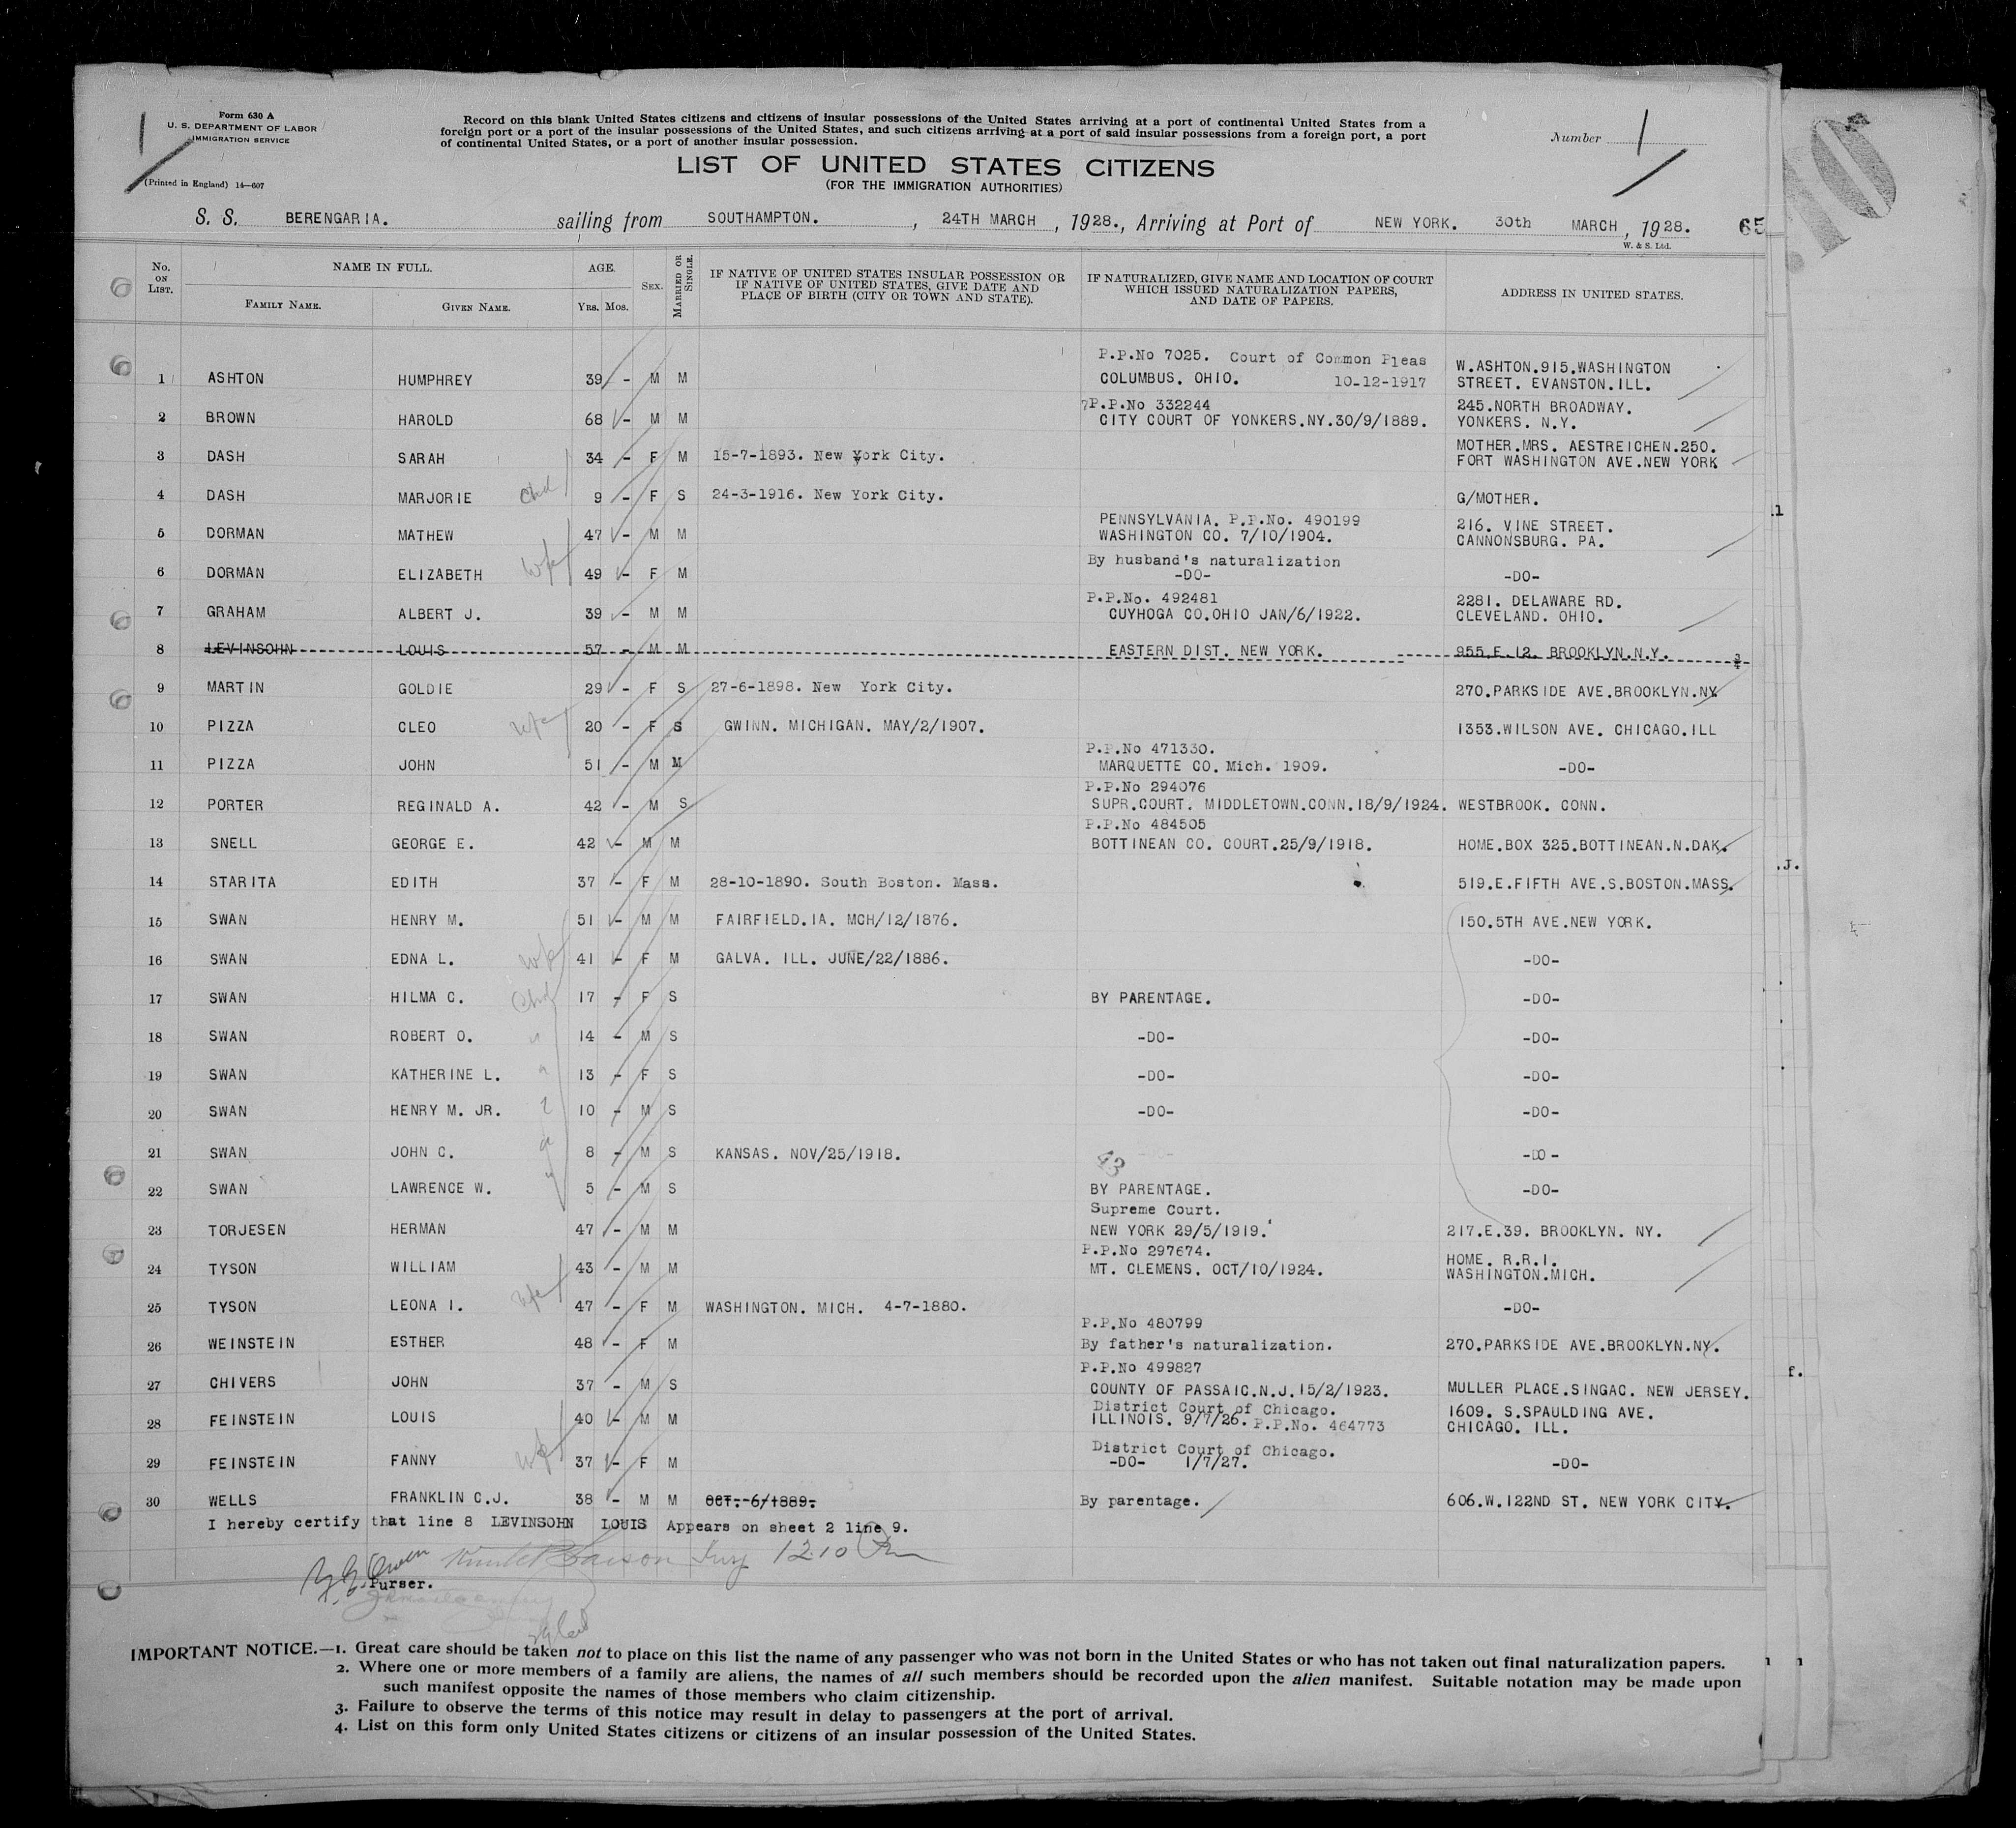 Form 630 A
U. S. DEPARTMENT OF LABOR
IMMIGRATION SERVICE
(Printed in England) 14—607
Record on this blank United States citizens and citizens of insular possessions of the United States arriving at a port of continental United States from a
foreign port or a port of the insular possessions of the United States, and such citizens arriving at a port of said insular possessions from a foreign port, a port
of continental United States, or a port of another insular possession.
Number 1
LIST OF UNITED STATES CITIZENS
(FOR THE IMMIGRATION AUTHORITIES)
S. S. BERENGARIA. sailing from SOUTHAMPTON. , 24TH MARCH , 1928., Arriving at Port of NEW YORK. 30th MARCH , 1928. 65
W. & S. Ltd.
No. ON LIST. NAME IN FULL. AGE. SEX. MARRIED OR SINGLE. IF NATIVE OF UNITED STATES INSULAR POSSESSION OR IF NATIVE OF UNITED STATES, GIVE DATE AND PLACE OF BIRTH (CITY OR TOWN AND STATE). IF NATURALIZED, GIVE NAME AND LOCATION OF COURT WHICH ISSUED NATURALIZATION PAPERS, AND DATE OF PAPERS. ADDRESS IN UNITED STATES.
FAMILY NAME. GIVEN NAME. Yrs. Mos.
P.P.No 7025. Court of Common Pleas W.ASHTON.915.WASHINGTON
1 ASHTON HUMPHREY 39 - M M COLUMBUS. OHIO. 10-12-1917 STREET. EVANSTON.ILL.
P.P.No 332244 245.NORTH BROADWAY.
2 BROWN HAROLD 68 - M M CITY COURT OF YONKERS.NY.30/9/1889. YONKERS. N.Y.
MOTHER.MRS. AESTREICHEN.250.
3 DASH SARAH 34 - F M 15-7-1893. New York City. FORT WASHINGTON AVE.NEW YORK
4 DASH MARJORIE Chd 9 - F S 24-3-1916. New York City. G/MOTHER.
PENNSYLVANIA. P.P.No. 490199 216. VINE STREET.
5 DORMAN MATHEW 47 - M M WASHINGTON CO. 7/10/1904. CANNONSBURG. PA.
By husband's naturalization
6 DORMAN ELIZABETH Wfe 49 - F M -DO- -DO-
P.P.No. 492481 2281. DELAWARE RD.
7 GRAHAM ALBERT J. 39 - M M CUYHOGA CO.OHIO JAN/6/1922. CLEVELAND. OHIO.
8 LEVINSOHN LOUIS 57 - M M EASTERN DIST. NEW YORK. 955.E.12. BROOKLYN.N.Y.
9 MARTIN GOLDIE 29 - F S 27-6-1898. New York City. 270.PARKSIDE AVE.BROOKLYN.NY
10 PIZZA CLEO Wfe 20 - F S GWINN. MICHIGAN. MAY/2/1907. 1353.WILSON AVE. CHICAGO.ILL
P.P.No 471330.
11 PIZZA JOHN 51 - M M MARQUETTE CO. Mich. 1909. -DO-
P.P.No 294076
12 PORTER REGINALD A. 42 - M S SUPR.COURT. MIDDLETOWN.CONN.18/9/1924. WESTBROOK. CONN.
P.P.No 484505
13 SNELL GEORGE E. 42 - M M BOTTINEAN CO. COURT.25/9/1918. HOME.BOX 325.BOTTINEAN.N.DAK.
14 STARITA EDITH 37 - F M 28-10-1890. South Boston. Mass. 519.E.FIFTH AVE.S.BOSTON.MASS.
15 SWAN HENRY M. 51 - M M FAIRFIELD.IA. MCH/12/1876. 150.5TH AVE.NEW YORK.
16 SWAN EDNA L. Wfe 41 - F M GALVA. ILL. JUNE/22/1886. -DO-
17 SWAN HILMA C. Chd 17 - F S BY PARENTAGE. -DO-
18 SWAN ROBERT O. " 14 - M S -DO- -DO-
19 SWAN KATHERINE L. " 13 - F S -DO- -DO-
20 SWAN HENRY M. JR. 10 - M S -DO- -DO-
21 SWAN JOHN C. 8 - M S KANSAS. NOV/25/1918. 43 -DO-
22 SWAN LAWRENCE W. 5 - M S BY PARENTAGE. -DO-
Supreme Court.
23 TORJESEN HERMAN 47 - M M NEW YORK 29/5/1919. 217.E.39. BROOKLYN. NY.
P.P.No 297674. HOME. R.R.I.
24 TYSON WILLIAM 43 - M M MT. CLEMENS. OCT/10/1924. WASHINGTON.MICH.
25 TYSON LEONA I. Wfe 47 - F M WASHINGTON. MICH. 4-7-1880. -DO-
P.P.No 480799
26 WEINSTEIN ESTHER 48 - F M By father's naturalization. 270.PARKSIDE AVE.BROOKLYN.NY.
P.P.No 499827
27 CHIVERS JOHN 37 - M S COUNTY OF PASSAIC.N.J.15/2/1923. MULLER PLACE.SINGAC. NEW JERSEY.
District Court of Chicago. 1609. S.SPAULDING AVE.
28 FEINSTEIN LOUIS 40 - M M ILLINOIS. 9/7/26. P.P.No. 464773 CHICAGO. ILL.
District Court of Chicago.
29 FEINSTEIN FANNY Wfe 37 - F M -DO- 1/7/27. -DO-
30 WELLS FRANKLIN C.J. 38 - M M OCT.-6/1889. By parentage. 606.W.122ND ST. NEW YORK CITY.
I hereby certify that line 8 LEVINSOHN LOUIS Appears on sheet 2 line 9.
Owen 12.10 Pm
Purser.
IMPORTANT NOTICE.—1. Great care should be taken not to place on this list the name of any passenger who was not born in the United States or who has not taken out final naturalization papers.
2. Where one or more members of a family are aliens, the names of all such members should be recorded upon the alien manifest. Suitable notation may be made upon
such manifest opposite the names of those members who claim citizenship.
3. Failure to observe the terms of this notice may result in delay to passengers at the port of arrival.
4. List on this form only United States citizens or citizens of an insular possession of the United States.